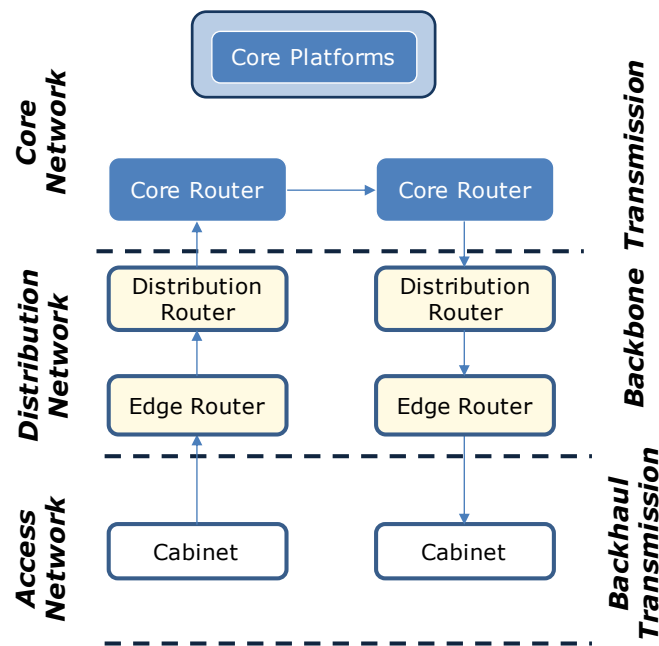 Core Platforms
Core
Network
Transmission
Core Router
Core Router
Distribution
Router
Distribution
Router
Distribution
Network
Backbone
Edge Router
Edge Router
Access
Network
Cabinet
Cabinet
Backhaul
Transmission